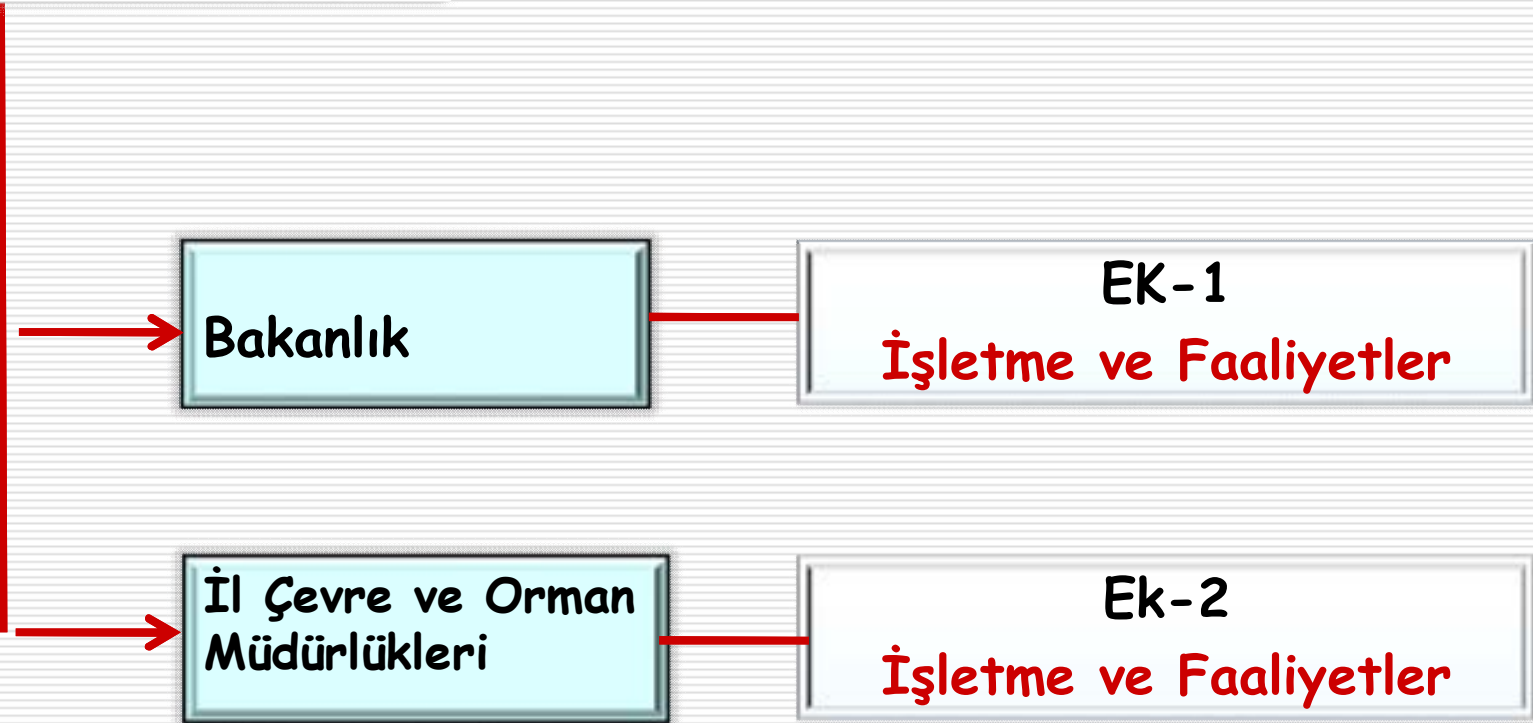 Bakanlık
EK-1
İşletme ve Faaliyetler
İl Çevre ve Orman
Müdürlükleri
Ek-2
İşletme ve Faaliyetler